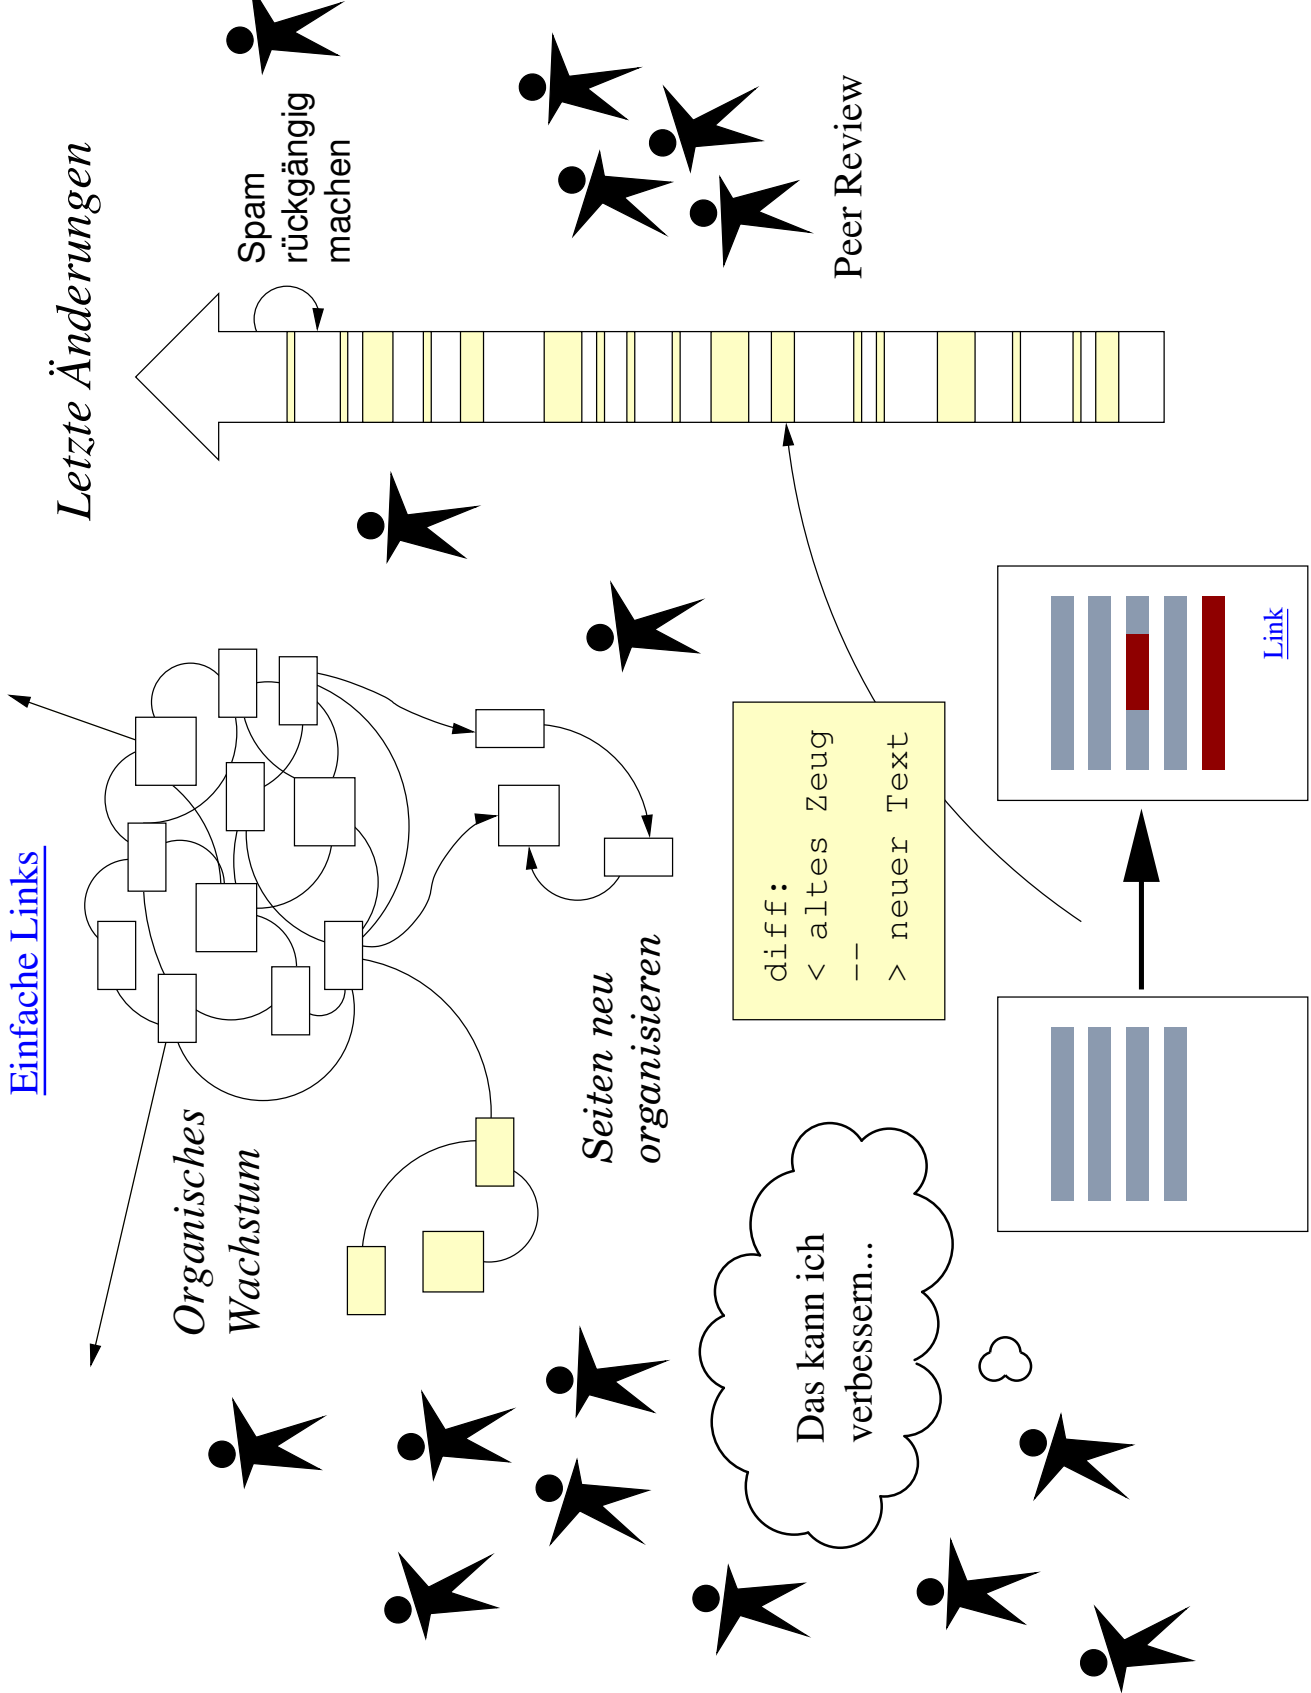 Einfache Links
Letzte Änderungen
Organisches
Wachstum
Spam
rückgängig
machen
Seiten neu
organisieren
Das kann ich
verbessern...
diff:
< altes Zeug
--
> neuer Text
Peer Review
Link